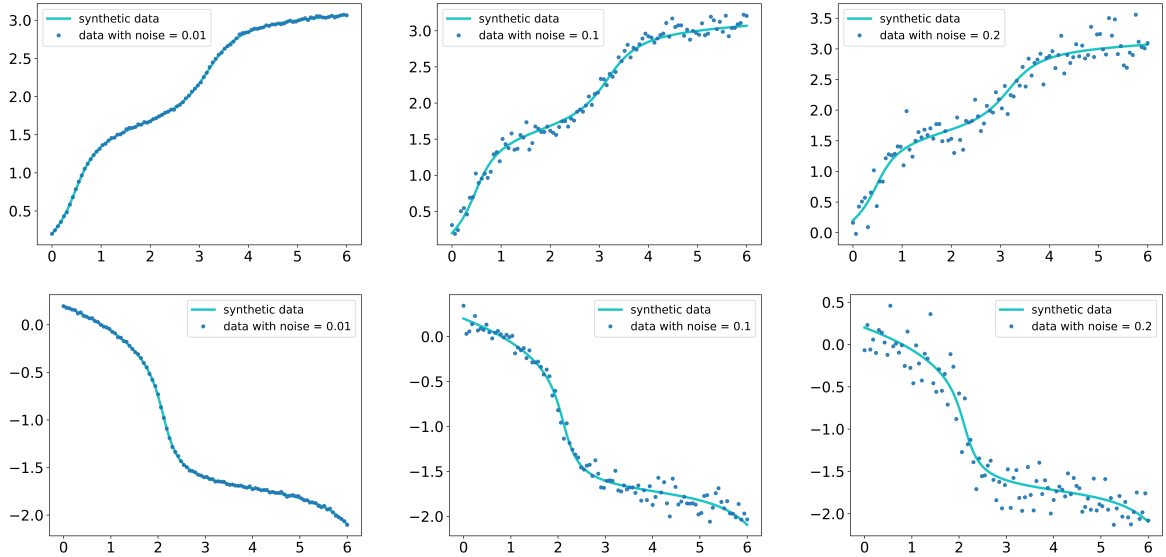 synthetic data
data with noise = 0.01
3.0
2.5
2.0
1.5
1.0
0.5
0 1 2 3 4 5 6
synthetic data
data with noise = 0.1
3.0
2.5
2.0
1.5
1.0
0.5
0 1 2 3 4 5 6
synthetic data
data with noise = 0.2
3.5
3.0
2.5
2.0
1.5
1.0
0.5
0.0
0 1 2 3 4 5 6
synthetic data
data with noise = 0.01
0.0
−0.5
−1.0
−1.5
−2.0
0 1 2 3 4 5 6
synthetic data
data with noise = 0.1
0.0
−0.5
−1.0
−1.5
−2.0
0 1 2 3 4 5 6
synthetic data
data with noise = 0.2
0.5
0.0
−0.5
−1.0
−1.5
−2.0
0 1 2 3 4 5 6